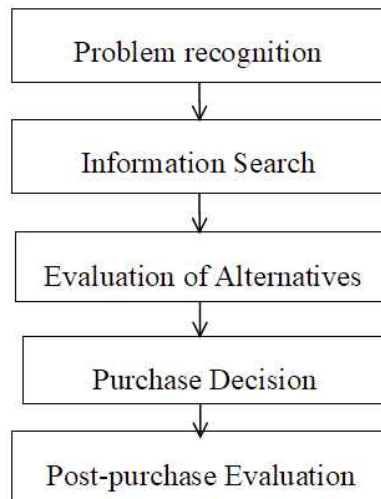 Problem recognition
Information Search
Evaluation of Alternatives
Purchase Decision
Post-purchase Evaluation